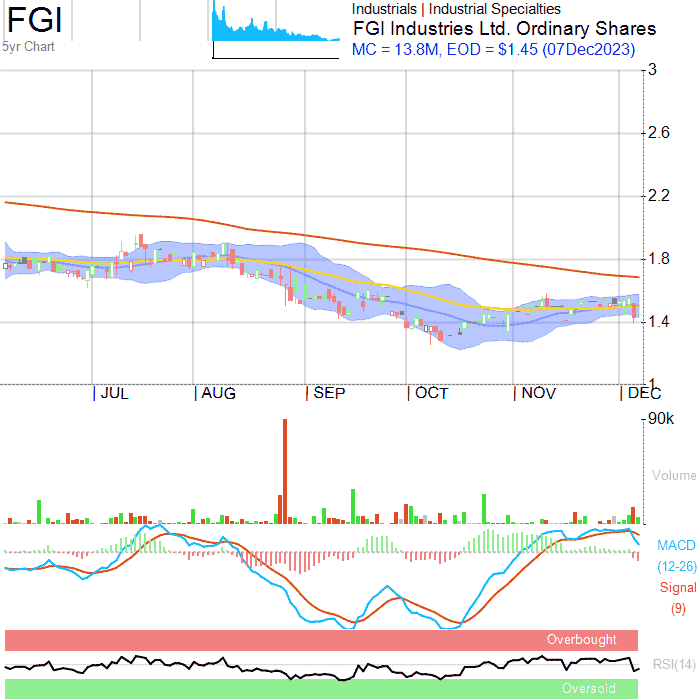 FGI
5yr Chart
Industrials | Industrial Specialties
FGI Industries Ltd. Ordinary Shares
MC = 13.8M, EOD = $1.45 (07Dec2023)
3
2.6
2.2
1.8
1.4
1
JUL
AUG
SEP
OCT
NOV
DEC
90k
Volume
MACD
(12-26)
Signal
(9)
Overbought
RSI(14)
Oversold